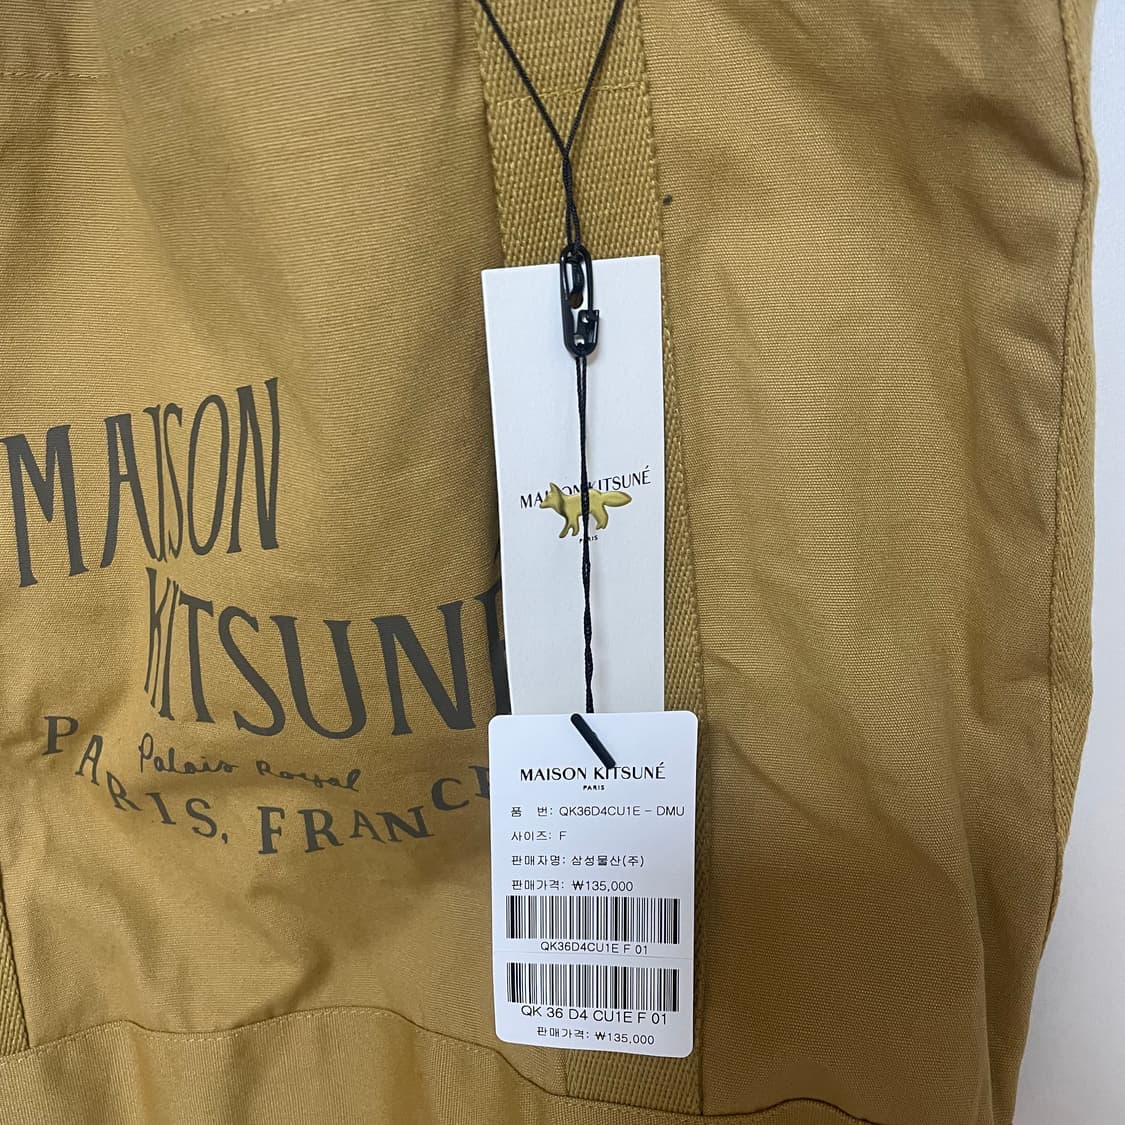 MAISON
KITSUNÉ
Palais Royal
PARIS, FRANCE
MAISON KITSUNÉ
PARIS
MAISON KITSUNÉ
PARIS
품 번: QK36D4CU1E - DMU
사이즈: F
판매자명: 삼성물산(주)
판매가격: ₩135,000
QK36D4CU1E F 01
QK 36 D4 CU1E F 01
판매가격: ₩135,000